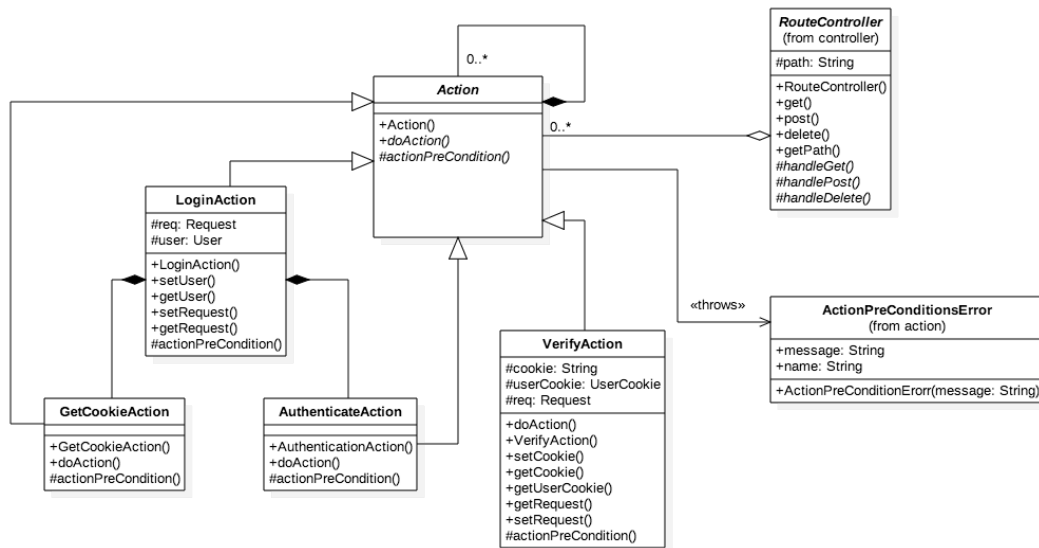 RouteController
(from controller)
#path: String
+RouteController()
+get()
+post()
+delete()
+getPath()
#handleGet()
#handlePost()
#handleDelete()
0..*
Action
+Action()
+doAction()
#actionPreCondition()
0..*
LoginAction
#req: Request
#user: User
+LoginAction()
+setUser()
+getUser()
+setRequest()
+getRequest()
#actionPreCondition()
«throws»
ActionPreConditionsError
(from action)
+message: String
+name: String
+ActionPreConditionErorr(message: String)
VerifyAction
#cookie: String
#userCookie: UserCookie
#req: Request
+doAction()
+VerifyAction()
+setCookie()
+getCookie()
+getUserCookie()
+getRequest()
+setRequest()
#actionPreCondition()
GetCookieAction
+GetCookieAction()
+doAction()
#actionPreCondition()
AuthenticateAction
+AuthenticationAction()
+doAction()
#actionPreCondition()